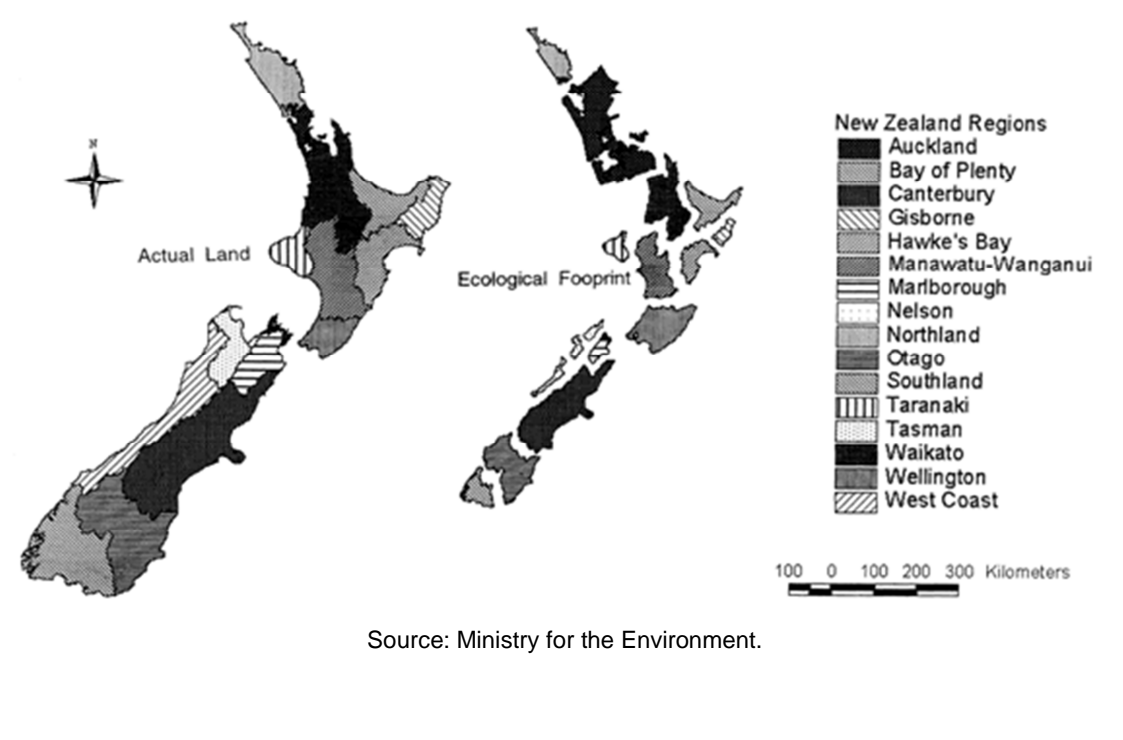 N
Actual Land
Ecological Fooprint
New Zealand Regions
Auckland
Bay of Plenty
Canterbury
Gisborne
Hawke's Bay
Manawatu-Wanganui
Marlborough
Nelson
Northland
Otago
Southland
Taranaki
Tasman
Waikato
Wellington
West Coast
100 0 100 200 300 Kilometers
Source: Ministry for the Environment.